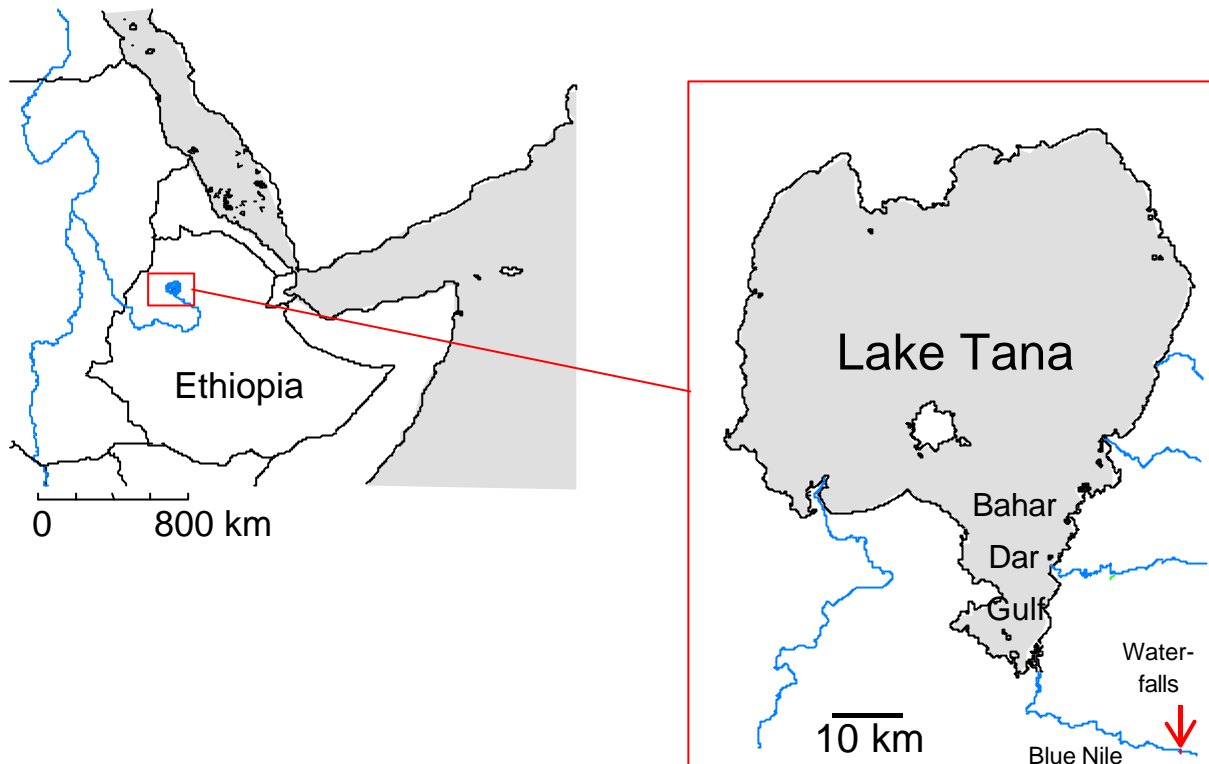 Ethiopia
0 800 km
Lake Tana
Bahar
Dar
Gulf
Water-
falls
10 km
Blue Nile